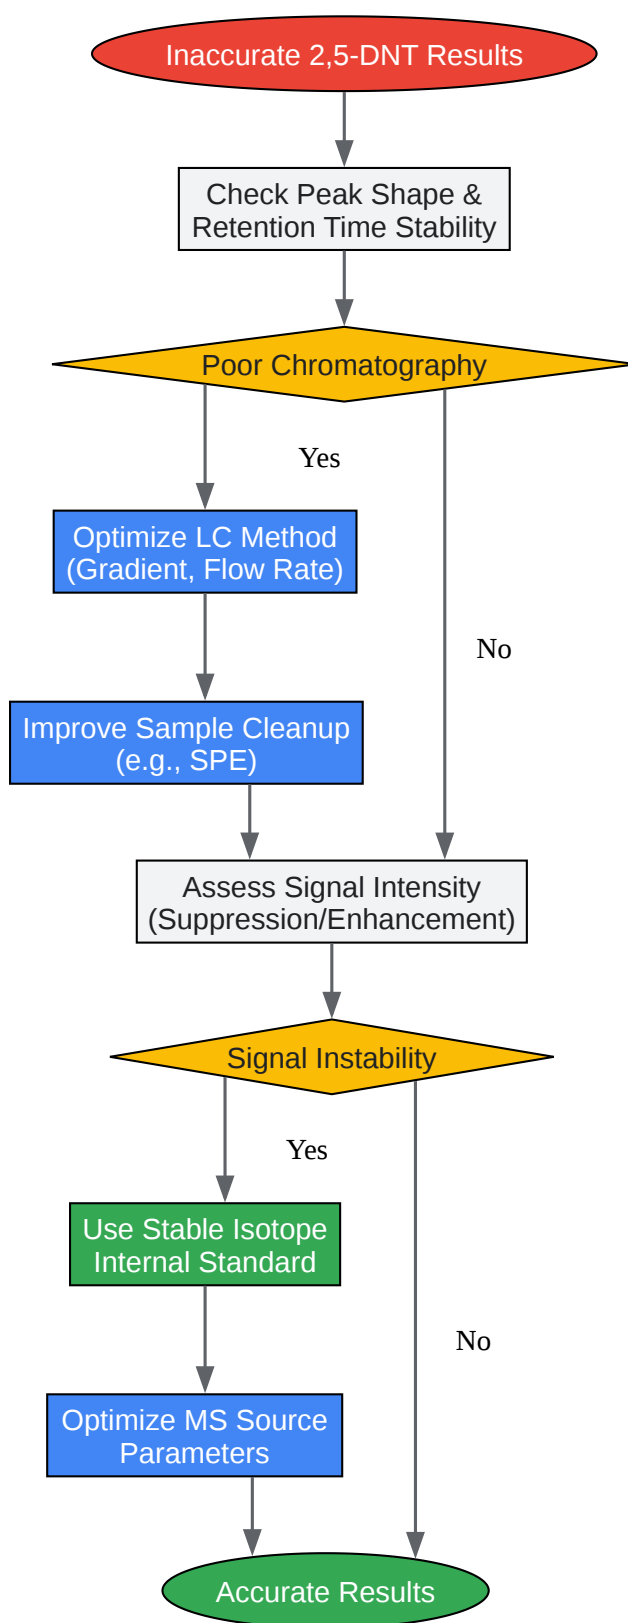 Inaccurate 2,5-DNT Results
Check Peak Shape &
Retention Time Stability
Poor Chromatography
Yes
Optimize LC Method
(Gradient, Flow Rate)
No
Improve Sample Cleanup
(e.g., SPE)
Assess Signal Intensity
(Suppression/Enhancement)
Signal Instability
Yes
Use Stable Isotope
Internal Standard
No
Optimize MS Source
Parameters
Accurate Results